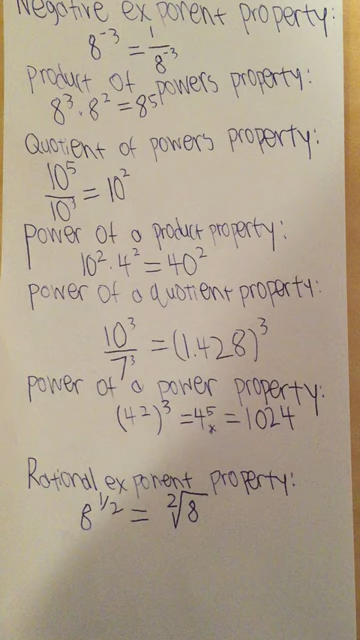 Negative exponent property:
8^-3 = 1/8^-3
product of powers property:
8^3 · 8^2 = 8^5
Quotient of powers property:
10^5/10^3 = 10^2
power of a product property:
10^2 · 4^2 = 40^2
power of a quotient property:
10^3/7^3 = (1.428)^3
power of a power property:
(4^2)^3 = 4^5 = 1024
Rational exponent property:
8^1/2 = ²√8